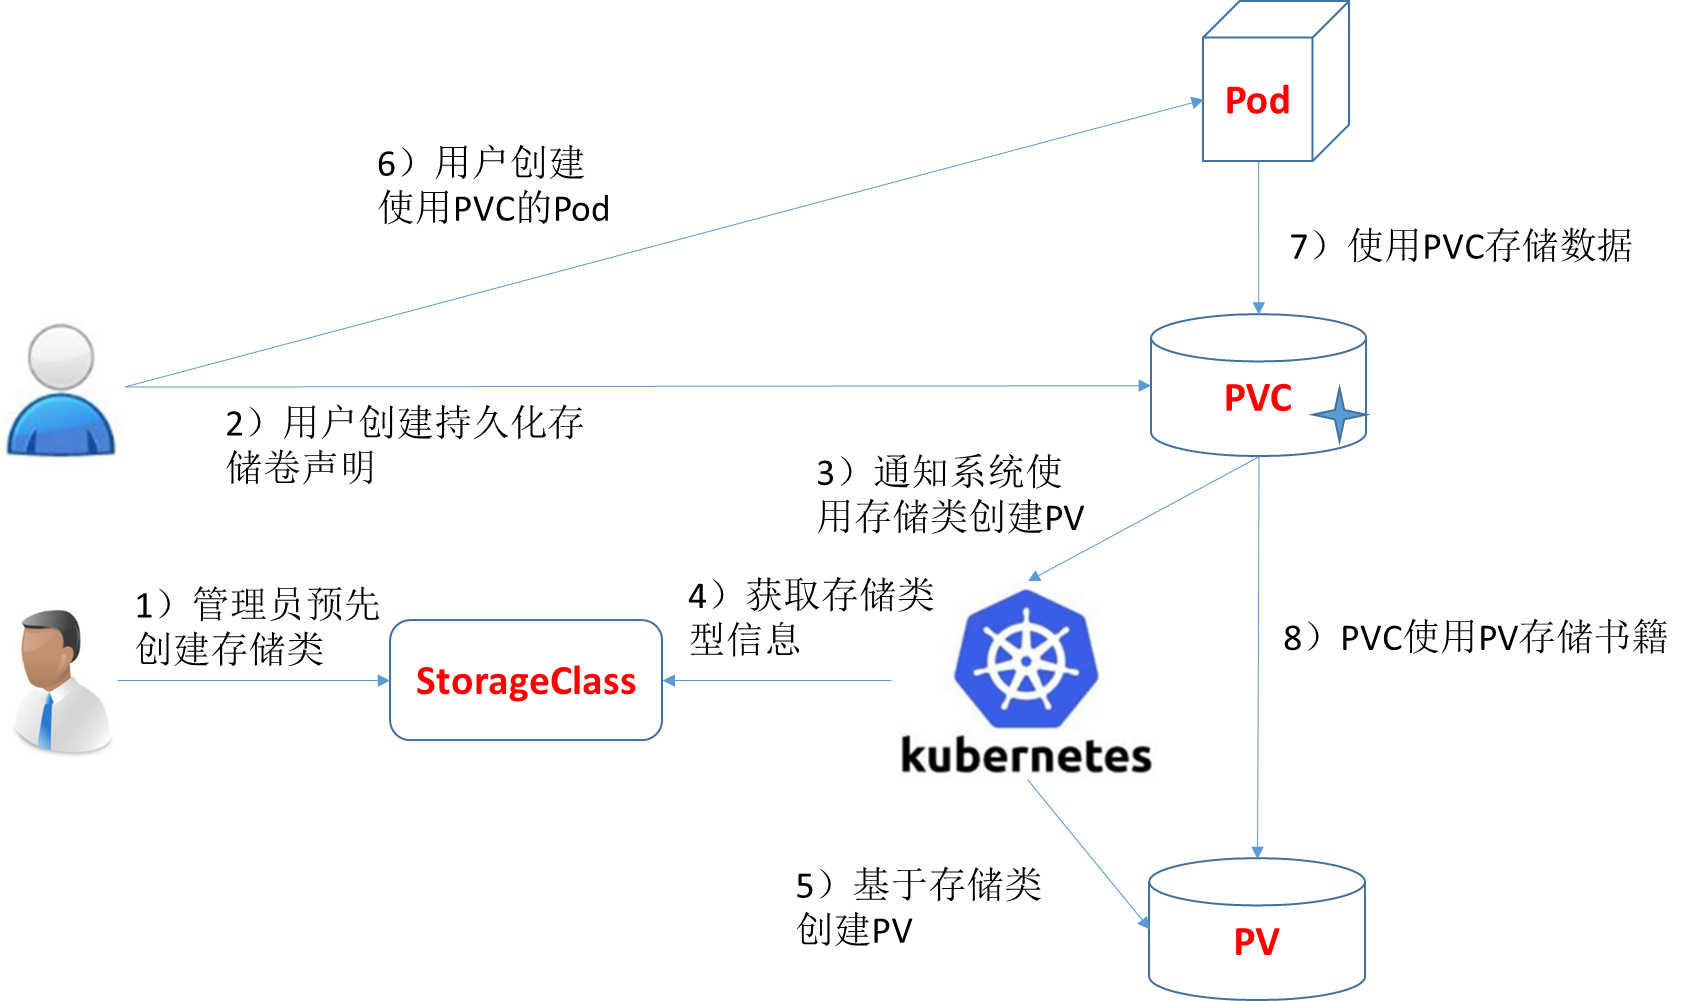 Pod
6）用户创建
使用PVC的Pod
7）使用PVC存储数据
PVC
2）用户创建持久化存
储卷声明
3）通知系统使
用存储类创建PV
1）管理员预先
创建存储类
4）获取存储类
型信息
StorageClass
8）PVC使用PV存储书籍
kubernetes
5）基于存储类
创建PV
PV